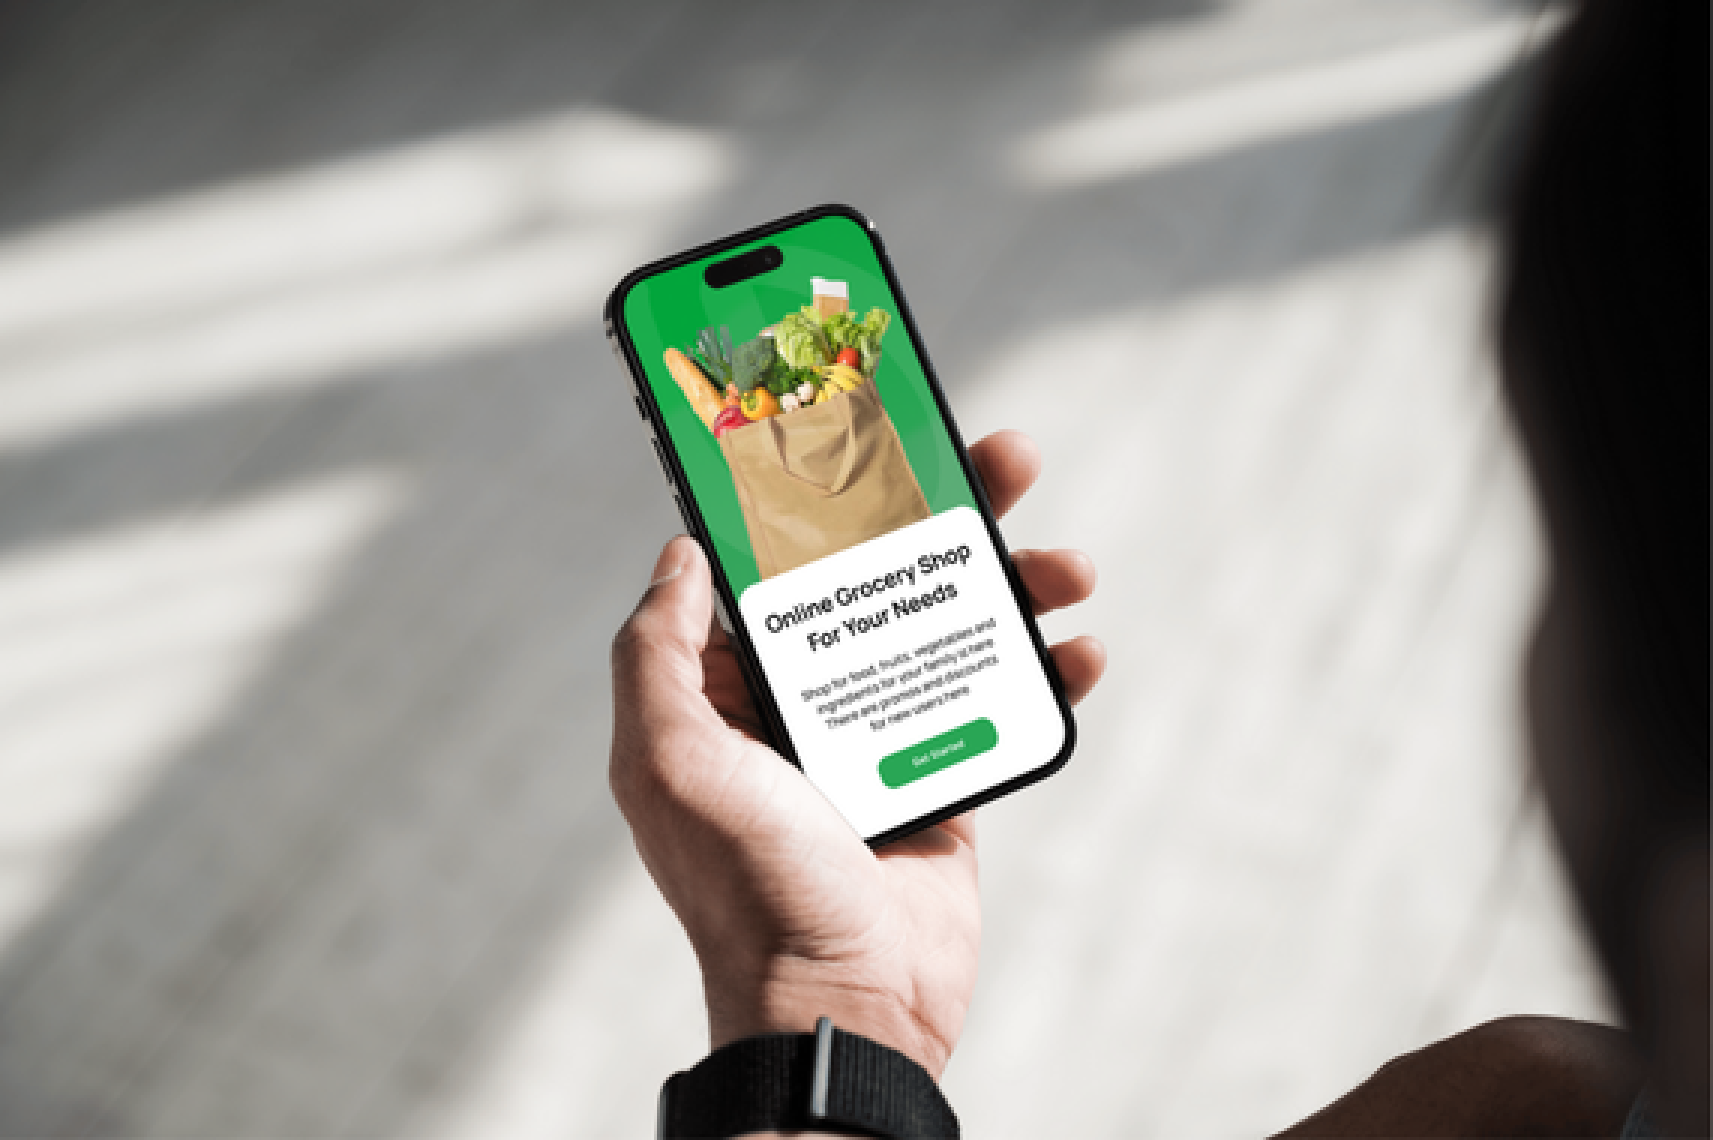 Online Grocery Shop
For Your Needs
Shop for food, fruits, vegetables and
ingredients for your family is here
There are promos and discounts
for new users here
Get Started